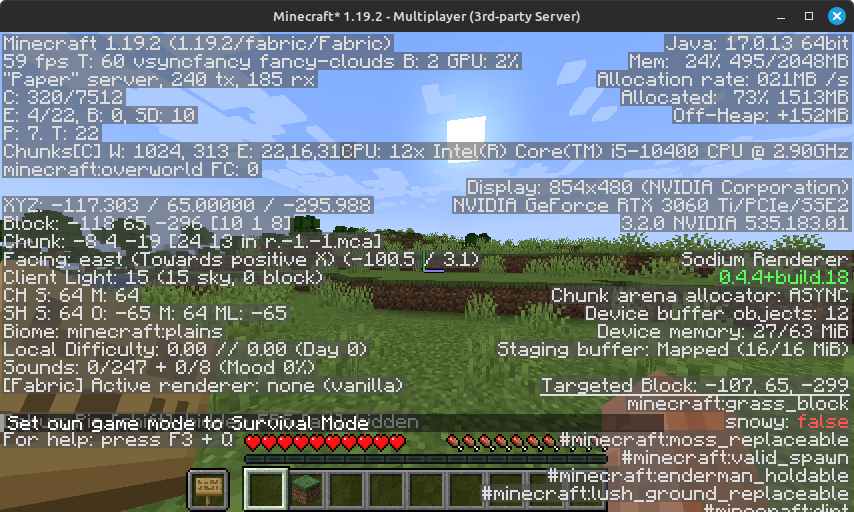 Minecraft* 1.19.2 - Multiplayer (3rd-party Server)
Minecraft 1.19.2 (1.19.2/fabric/Fabric)
59 fps T: 60 vsyncfancy fancy-clouds B: 2 GPU: 2%
"Paper" server, 240 tx, 185 rx
C: 320/7512
E: 4/22, B: 0, SD: 10
P: 7. T: 22
Chunks[C] W: 1024, 313 E: 22,16,31
minecraft:overworld FC: 0
XYZ: -117.303 / 65.00000 / -295.988
Block: -118 65 -296 [10 1 8]
Chunk: -8 4 -19 [24 13 in r.-1.-1.mca]
Facing: east (Towards positive X) (-100.5 / 3.1)
Client Light: 15 (15 sky, 0 block)
CH S: 64 M: 64
SH S: 64 O: -65 M: 64 ML: -65
Biome: minecraft:plains
Local Difficulty: 0.00 // 0.00 (Day 0)
Sounds: 0/247 + 0/8 (Mood 0%)
[Fabric] Active renderer: none (vanilla)
Set own game mode to Survival Mode
For help: press F3 + Q
Java: 17.0.13 64bit
Mem: 24% 495/2048MB
Allocation rate: 021MB /s
Allocated: 73% 1513MB
Off-Heap: +152MB
CPU: 12x Intel(R) Core(TM) i5-10400 CPU @ 2.90GHz
Display: 854x480 (NVIDIA Corporation)
NVIDIA GeForce RTX 3060 Ti/PCIe/SSE2
3.2.0 NVIDIA 535.183.01
Sodium Renderer
0.4.4+build.18
Chunk arena allocator: ASYNC
Device buffer objects: 12
Device memory: 27/63 MiB
Staging buffer: Mapped (16/16 MiB)
Targeted Block: -107, 65, -299
minecraft:grass_block
snowy: false
#minecraft:moss_replaceable
#minecraft:valid_spawn
#minecraft:enderman_holdable
#minecraft:lush_ground_replaceable
#minecraft:dirt